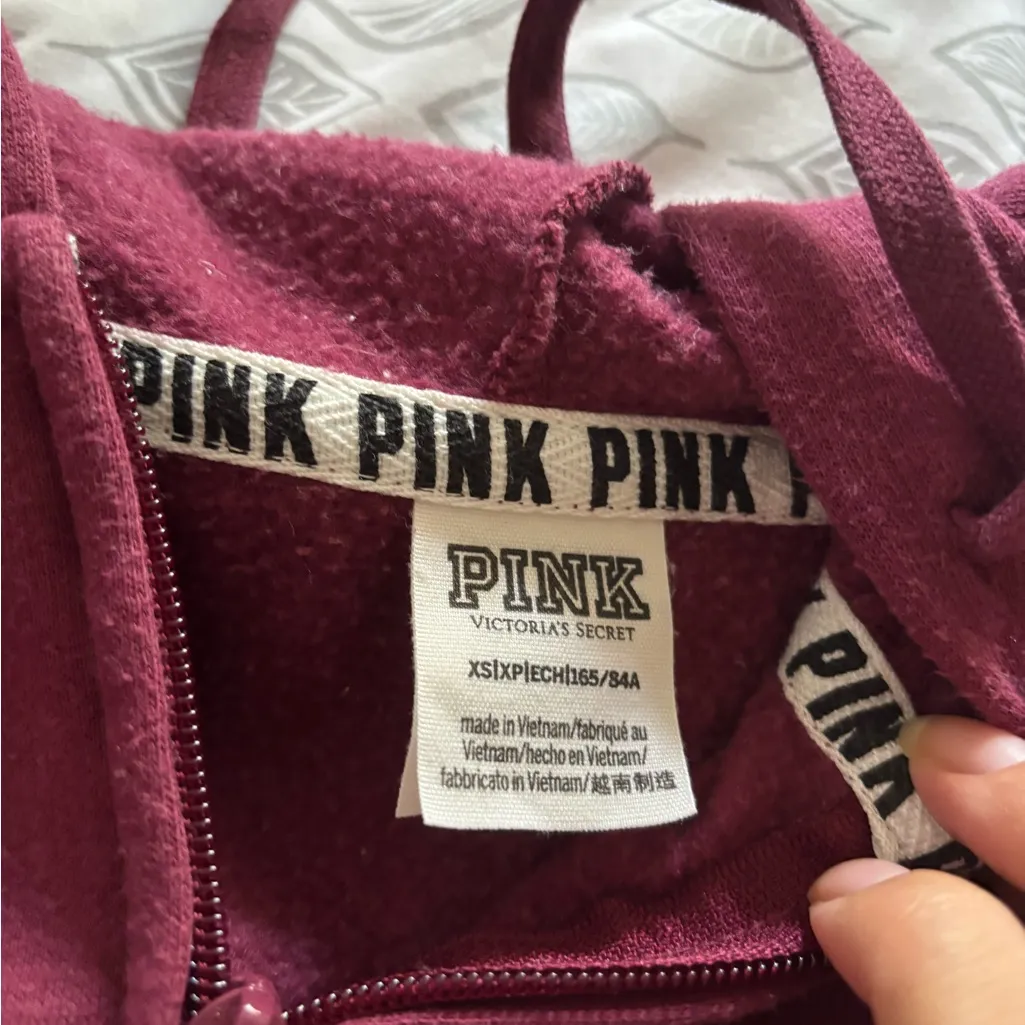 PINK PINK PINK
PINK
VICTORIA'S SECRET
XS|XP|ECH|165/84A
made in Vietnam/fabriqué au
Vietnam/hecho en Vietnam/
fabbricato in Vietnam/越南制造
PINK